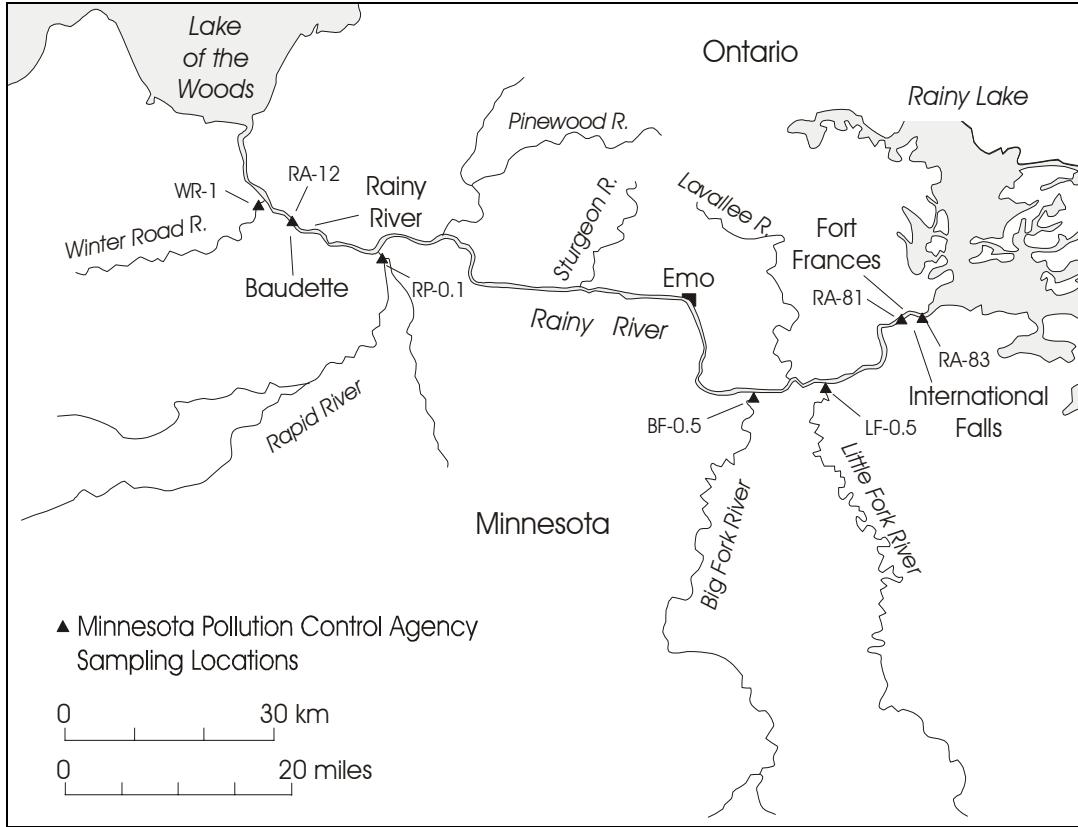 Lake
of the
Woods
Ontario
Rainy Lake
Pinewood R.
RA-12
Rainy
River
WR-1
Winter Road R.
Sturgeon R.
Lavallee R.
Fort
Frances
Baudette
RP-0.1
Emo
RA-81
Rainy River
RA-83
International
Falls
BF-0.5
LF-0.5
Rapid River
Minnesota
Big Fork River
Little Fork River
Minnesota Pollution Control Agency
Sampling Locations
0 30 km
0 20 miles